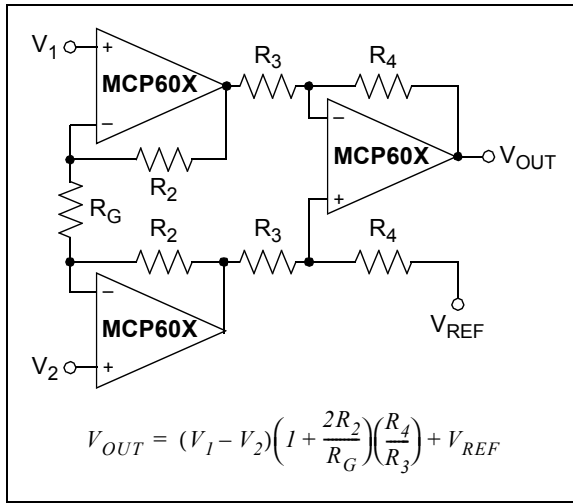 V1
+
MCP60X
−
R3
R4
R2
−
MCP60X
+
VOUT
RG
R2
R3
R4
−
MCP60X
+
V2
VREF
VOUT = (V1 – V2)(1 + 2R2/RG)(R4/R3) + VREF